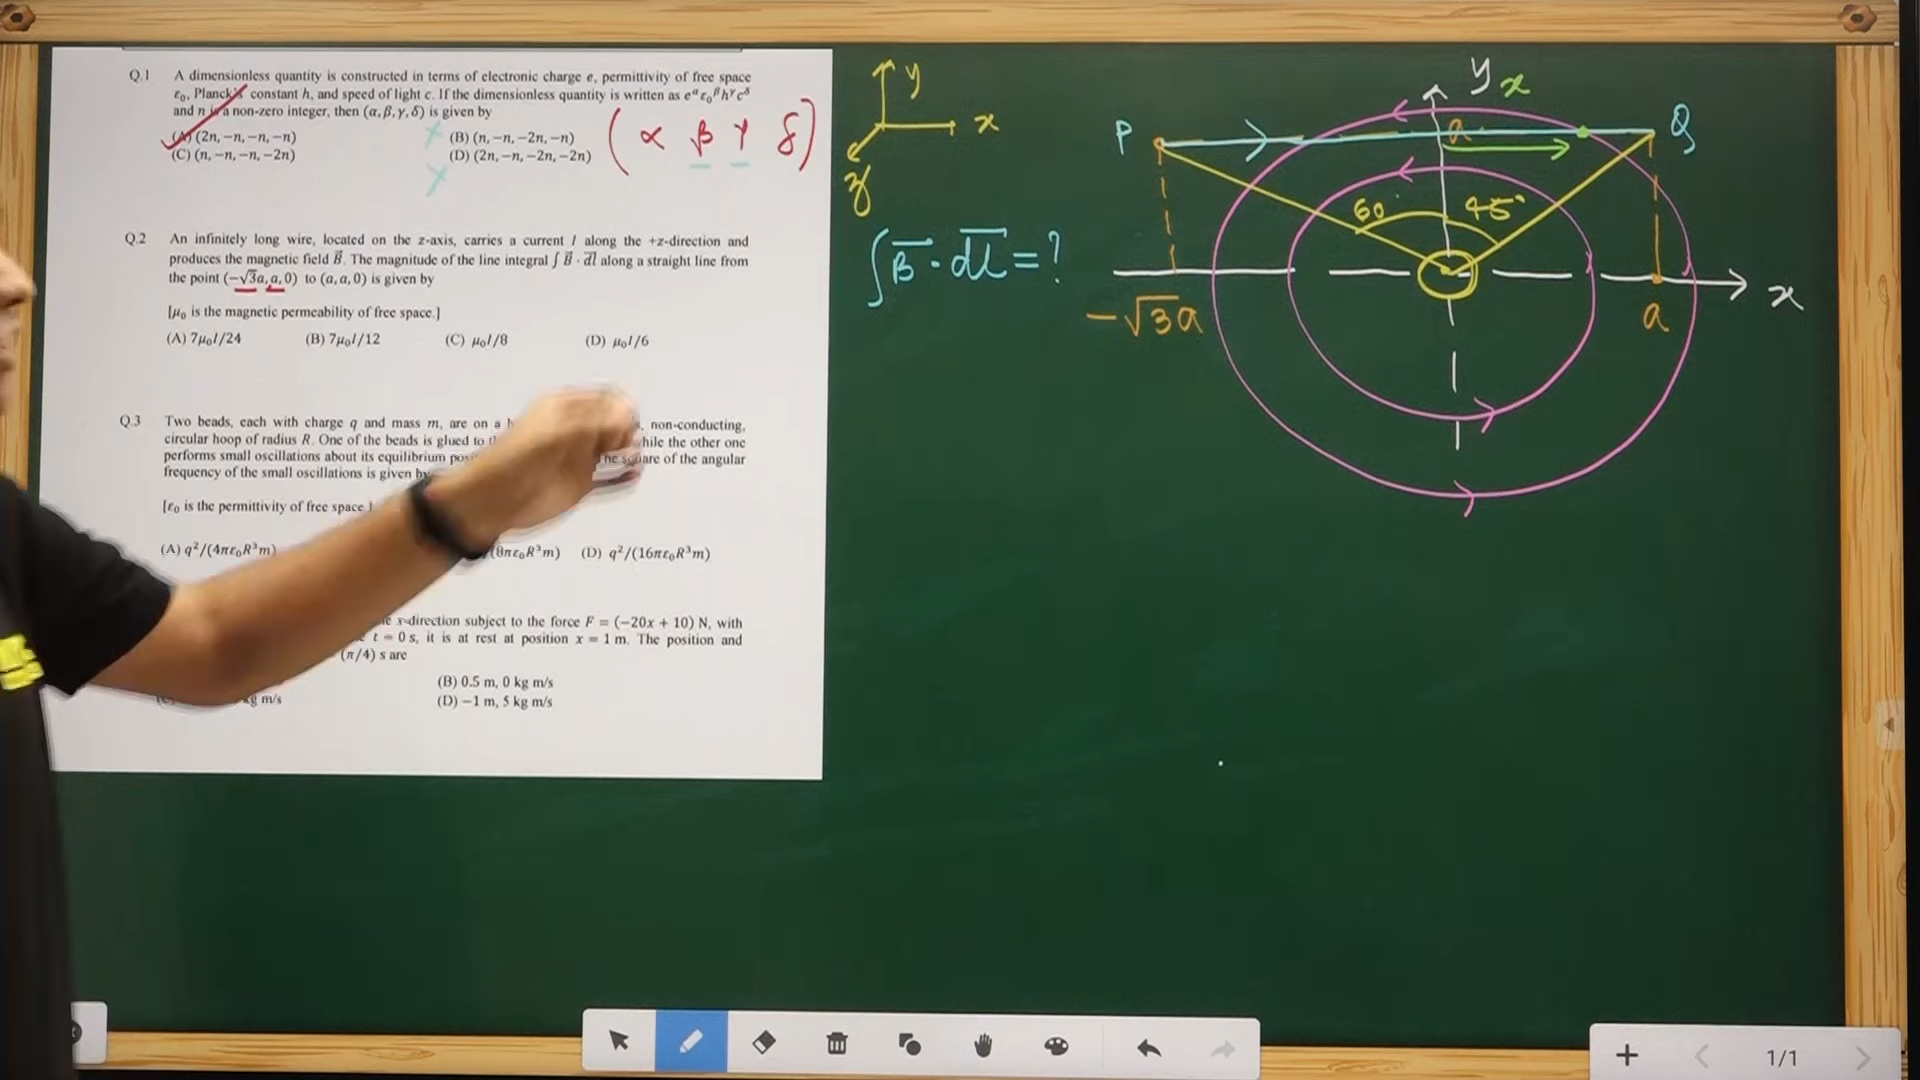 Q.1 A dimensionless quantity is constructed in terms of electronic charge e, permittivity of free space
ε₀, Planck's constant h, and speed of light c. If the dimensionless quantity is written as e^α ε₀^β h^γ c^δ
and n is a non-zero integer, then (α, β, γ, δ) is given by
(A) (2n, −n, −n, −n) (B) (n, −n, −2n, −n)
(C) (n, −n, −n, −2n) (D) (2n, −n, −2n, −2n)
(α β γ δ)
Q.2 An infinitely long wire, located on the z-axis, carries a current I along the +z-direction and
produces the magnetic field B⃗. The magnitude of the line integral ∫ B⃗ · dl⃗ along a straight line from
the point (−√3a, a, 0) to (a, a, 0) is given by
[μ₀ is the magnetic permeability of free space.]
(A) 7μ₀I/24 (B) 7μ₀I/12 (C) μ₀I/8 (D) μ₀I/6
Q.3 Two beads, each with charge q and mass m, are on a non-conducting,
circular hoop of radius R. One of the beads is glued to while the other one
performs small oscillations about its equilibrium The square of the angular
frequency of the small oscillations is given by
[ε₀ is the permittivity of free space.]
(A) q²/(4πε₀R³m) /(8πε₀R³m) (D) q²/(16πε₀R³m)
x-direction subject to the force F = (−20x + 10) N, with
t = 0 s, it is at rest at position x = 1 m. The position and
(π/4) s are
(B) 0.5 m, 0 kg m/s
kg m/s (D) −1 m, 5 kg m/s
y
x
z
∫ B⃗ · dl⃗ = ?
y x
P a Q
60° 45°
x
−√3a a
1/1